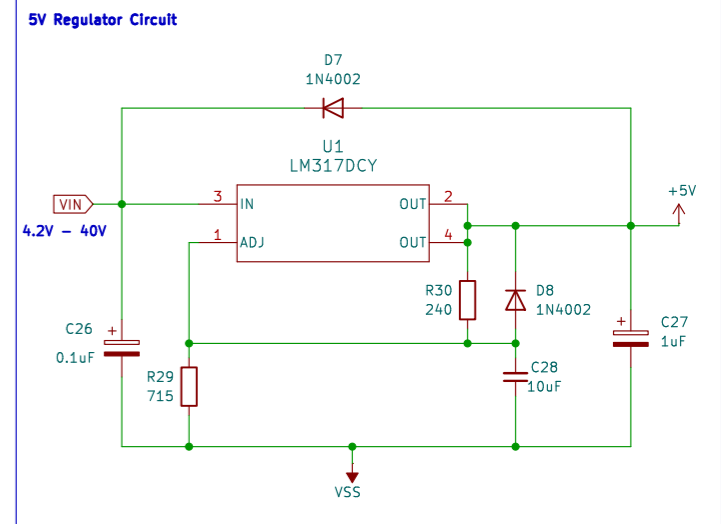 5V Regulator Circuit
D7
1N4002
U1
LM317DCY
+5V
VIN
3
IN
OUT
2
4.2V – 40V
1
ADJ
OUT
4
R30
240
D8
1N4002
C26
+
0.1uF
+
C27
1uF
R29
715
C28
10uF
VSS